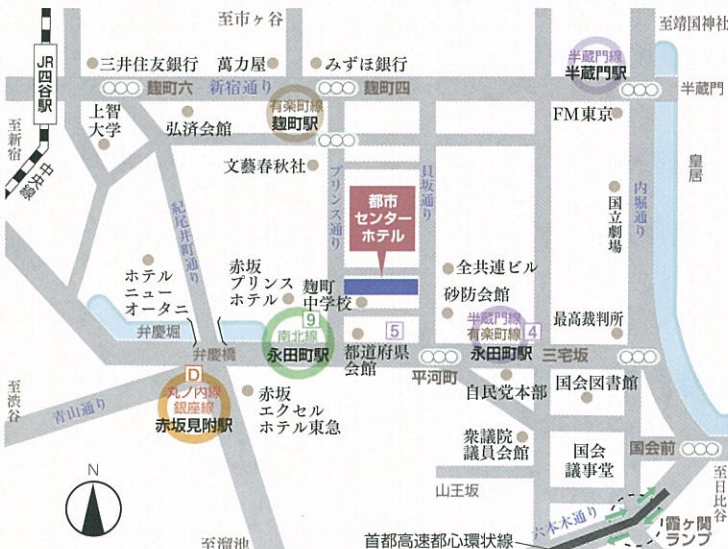 至市ヶ谷
至靖国神社
JR四谷駅
三井住友銀行
萬力屋
みずほ銀行
半蔵門線
半蔵門駅
麹町六
新宿通り
麹町四
半蔵門
上智
大学
弘済会館
有楽町線
麹町駅
FM東京
至新宿
中央線
文藝春秋社
プリンス通り
貝坂通り
皇居
内堀通り
国立劇場
都市
センター
ホテル
紀尾井町通り
ホテル
ニュー
オータニ
赤坂
プリンス
ホテル
麹町
中学校
全共連ビル
砂防会館
弁慶堀
9
南北線
永田町駅
5
半蔵門線
有楽町線
4
永田町駅
最高裁判所
弁慶橋
都道府県
会館
平河町
三宅坂
至渋谷
青山通り
D
丸ノ内線
銀座線
赤坂見附駅
赤坂
エクセル
ホテル東急
自民党本部
国会図書館
衆議院
議員会館
国会
議事堂
国会前
至日比谷
山王坂
N
六本木通り
霞ヶ関
ランプ
至溜池
首都高速都心環状線